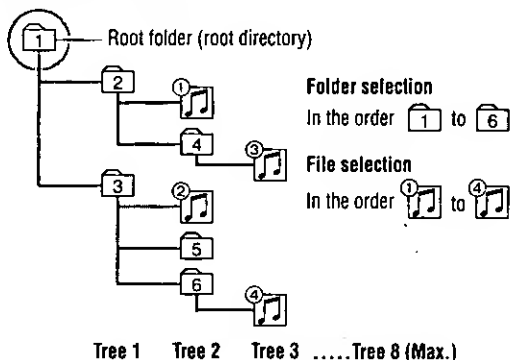 1 Root folder (root directory)
2 ①
4 ③
3 ②
5
6 ④
Folder selection
In the order 1 to 6
File selection
In the order ① to ④
Tree 1 Tree 2 Tree 3 .....Tree 8 (Max.)